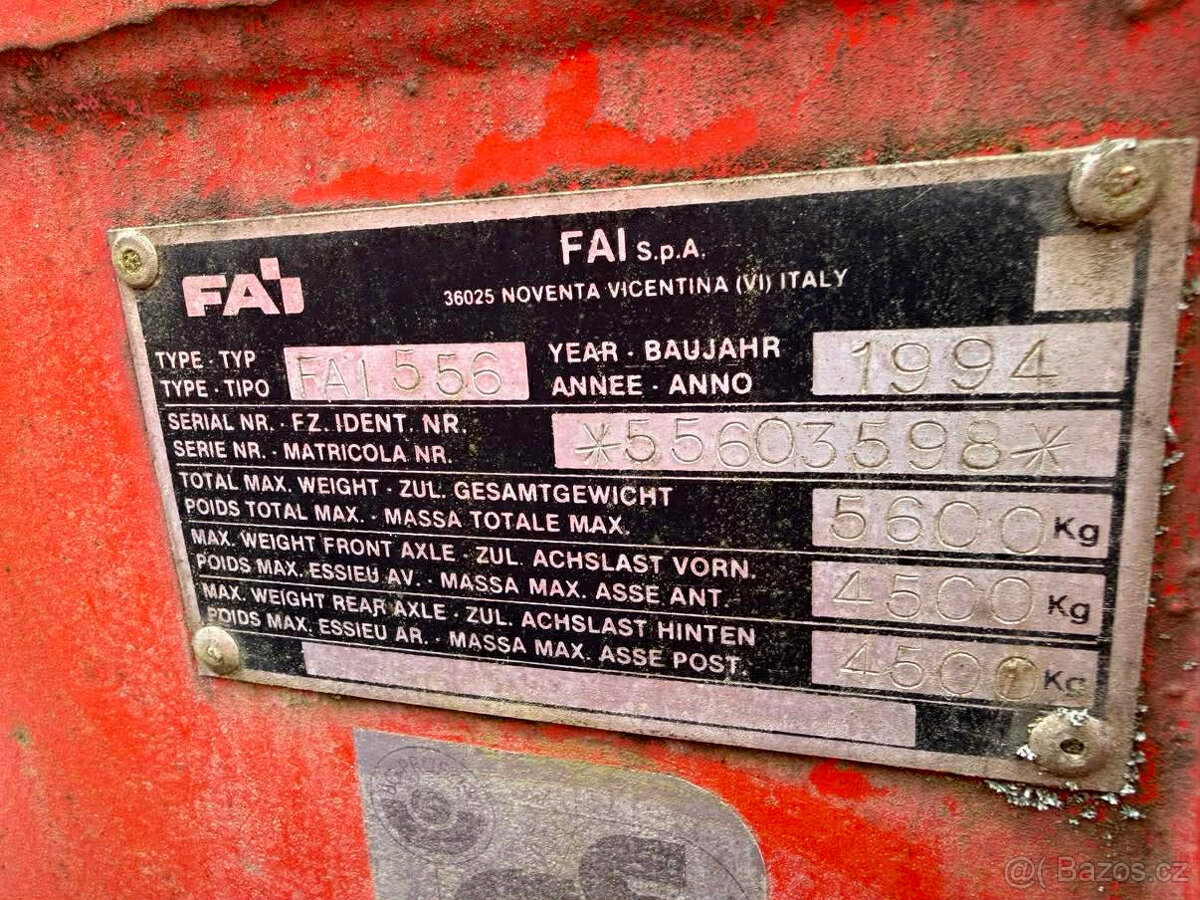 FAI
FAI S.p.A.
36025 NOVENTA VICENTINA (VI) ITALY
TYPE · TYP
TYPE · TIPO
FAI 556
YEAR · BAUJAHR
ANNEE · ANNO
1994
SERIAL NR. · FZ. IDENT. NR.
SERIE NR. · MATRICOLA NR.
*55603598*
TOTAL MAX. WEIGHT · ZUL. GESAMTGEWICHT
POIDS TOTAL MAX. · MASSA TOTALE MAX.
5600 Kg
MAX. WEIGHT FRONT AXLE · ZUL. ACHSLAST VORN.
POIDS MAX. ESSIEU AV. · MASSA MAX. ASSE ANT.
4500 Kg
MAX. WEIGHT REAR AXLE · ZUL. ACHSLAST HINTEN
POIDS MAX. ESSIEU AR. · MASSA MAX. ASSE POST.
4500 Kg
@( Bazos.cz